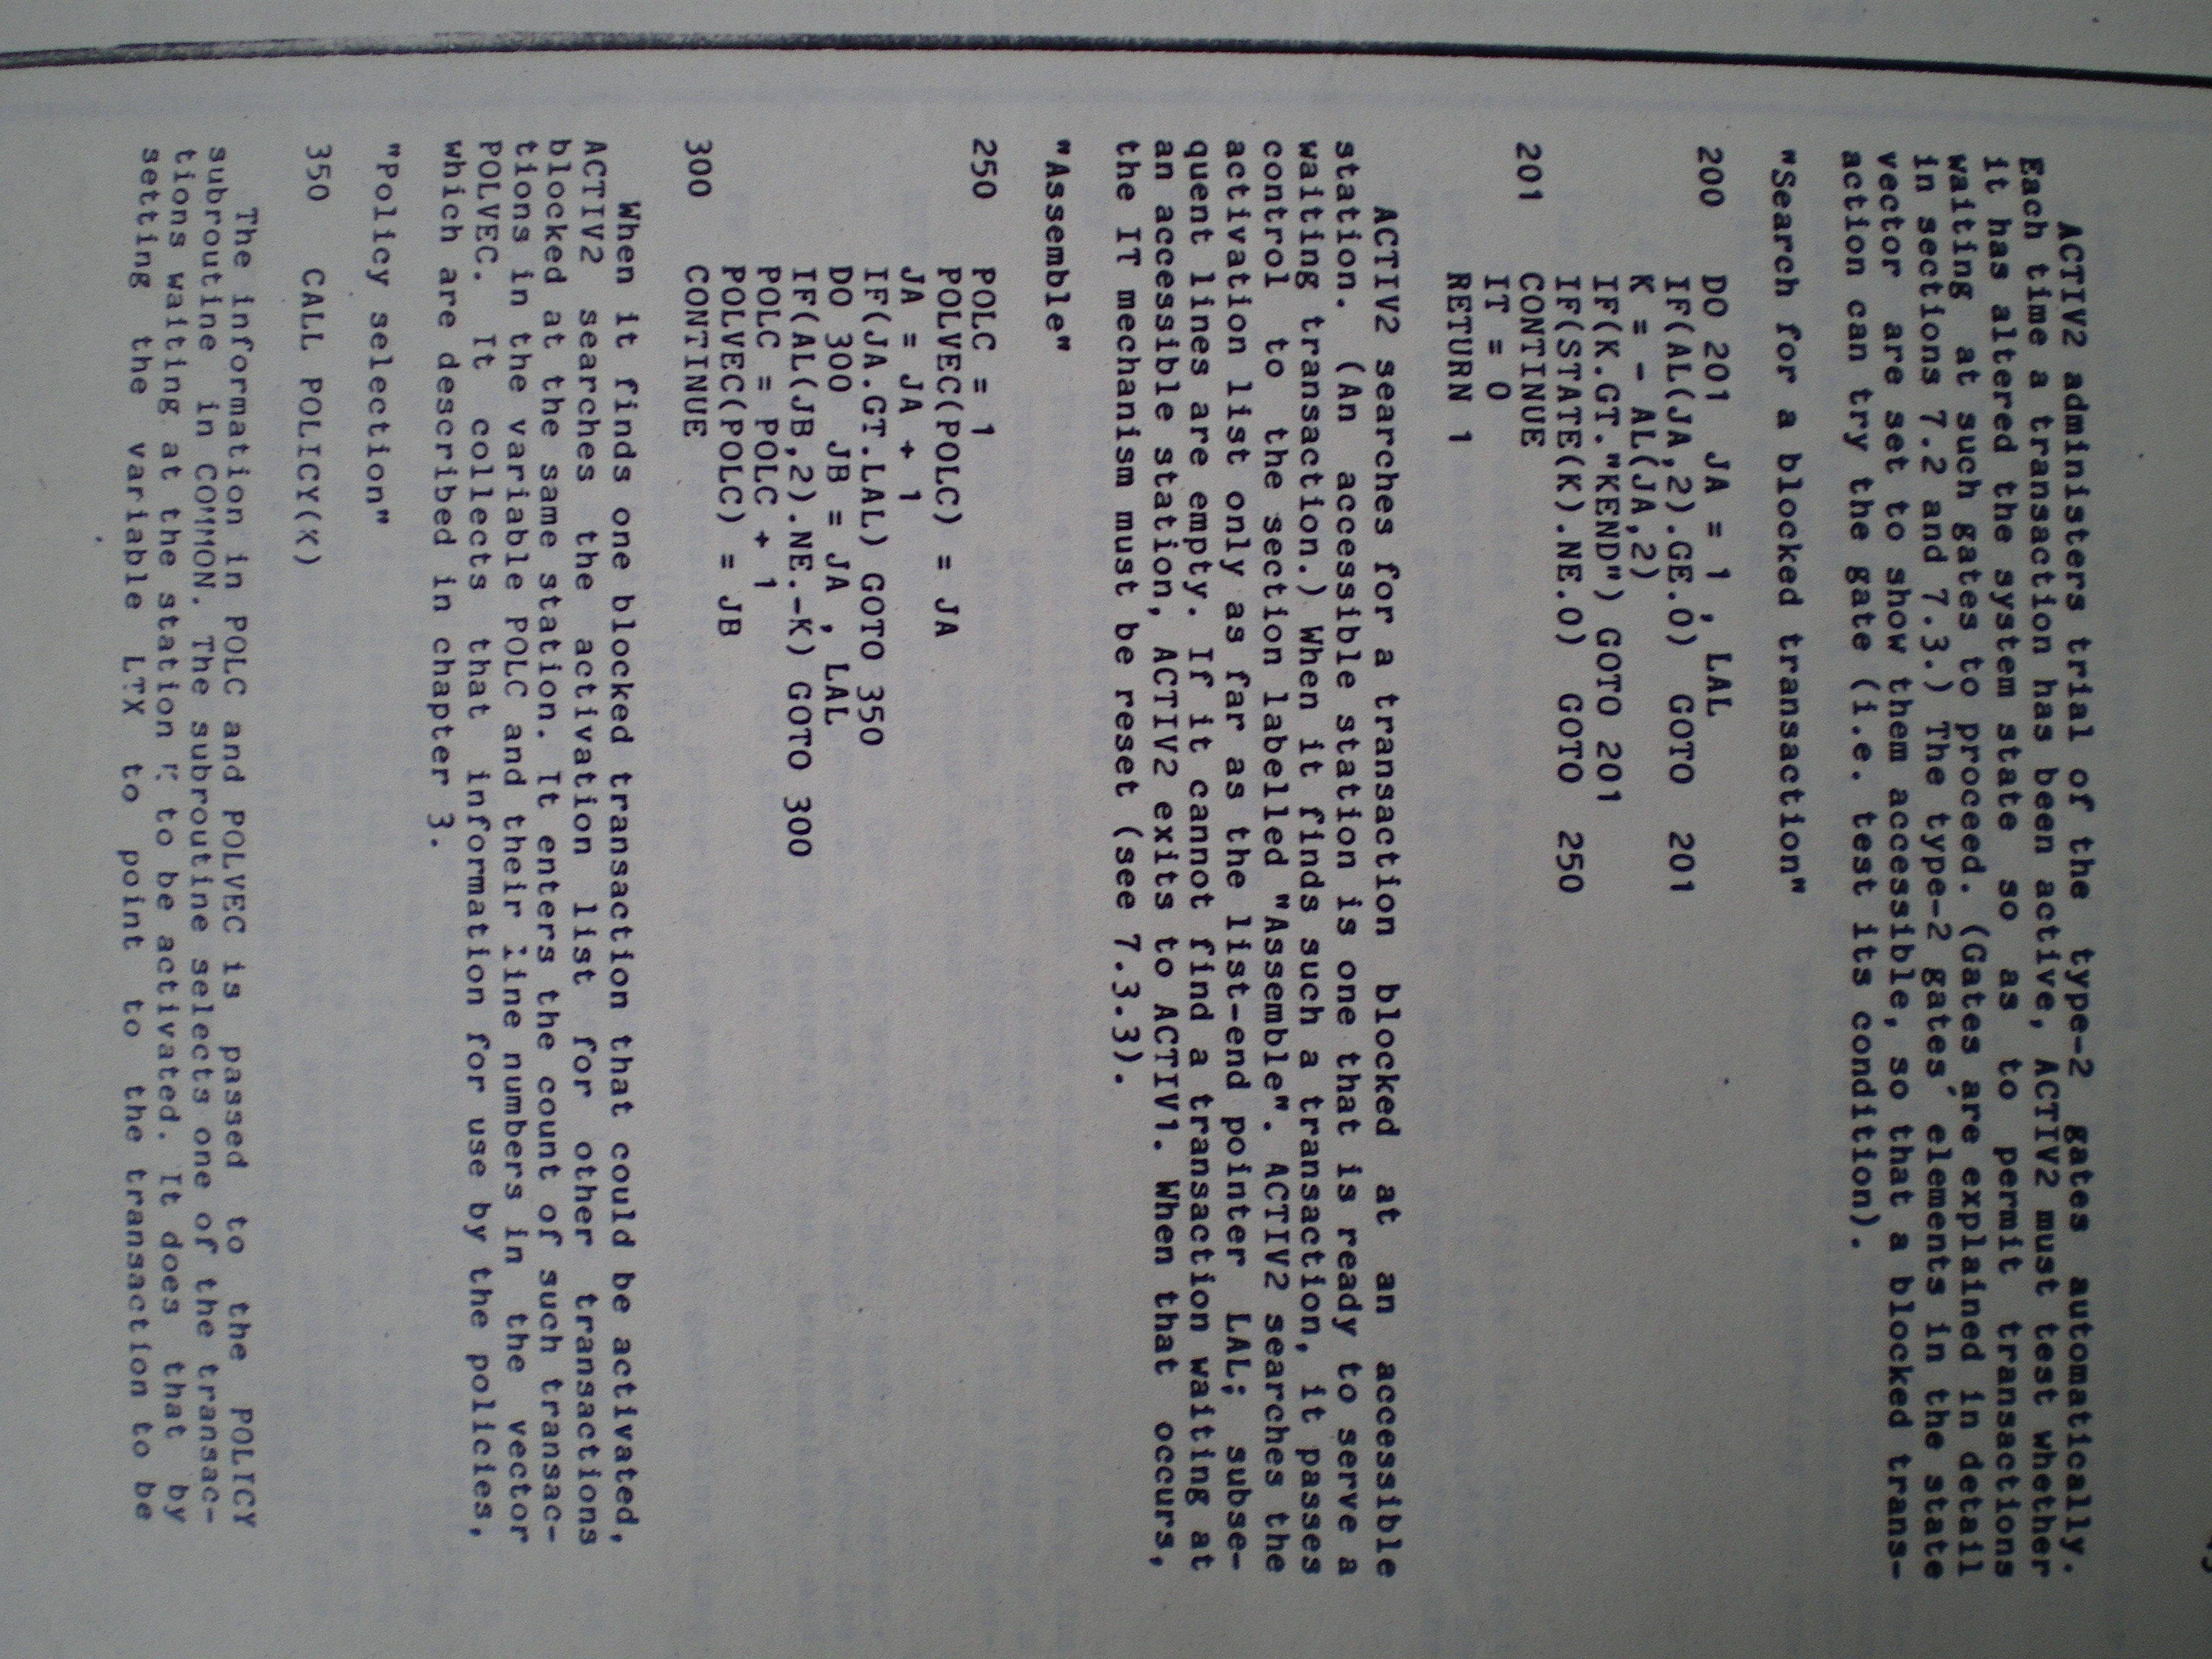 ACTIV2 administers trial of the type-2 gates automatically.
Each time a transaction has been active, ACTIV2 must test whether
it has altered the system state so as to permit transactions
waiting at such gates to proceed. (Gates are explained in detail
in sections 7.2 and 7.3.) The type-2 gates´ elements in the state
vector are set to show them accessible, so that a blocked trans-
action can try the gate (i.e. test its condition).
"Search for a blocked transaction"
200 DO 201 JA = 1 , LAL
IF(AL(JA,2).GE.0) GOTO 201
K = - AL(JA,2)
IF(K.GT."KEND") GOTO 201
IF(STATE(K).NE.0) GOTO 250
201 CONTINUE
IT = 0
RETURN 1
ACTIV2 searches for a transaction blocked at an accessible
station. (An accessible station is one that is ready to serve a
waiting transaction.) When it finds such a transaction, it passes
control to the section labelled "Assemble". ACTIV2 searches the
activation list only as far as the list-end pointer LAL; subse-
quent lines are empty. If it cannot find a transaction waiting at
an accessible station, ACTIV2 exits to ACTIV1. When that occurs,
the IT mechanism must be reset (see 7.3.3).
"Assemble"
250 POLC = 1
POLVEC(POLC) = JA
JA = JA + 1
IF(JA.GT.LAL) GOTO 350
DO 300 JB = JA , LAL
IF(AL(JB,2).NE.-K) GOTO 300
POLC = POLC + 1
POLVEC(POLC) = JB
300 CONTINUE
When it finds one blocked transaction that could be activated,
ACTIV2 searches the activation list for other transactions
blocked at the same station. It enters the count of such transac-
tions in the variable POLC and their line numbers in the vector
POLVEC. It collects that information for use by the policies,
which are described in chapter 3.
"Policy selection"
350 CALL POLICY(K)
The information in POLC and POLVEC is passed to the POLICY
subroutine in COMMON. The subroutine selects one of the transac-
tions waiting at the station K to be activated. It does that by
setting the variable LTX to point to the transaction to be